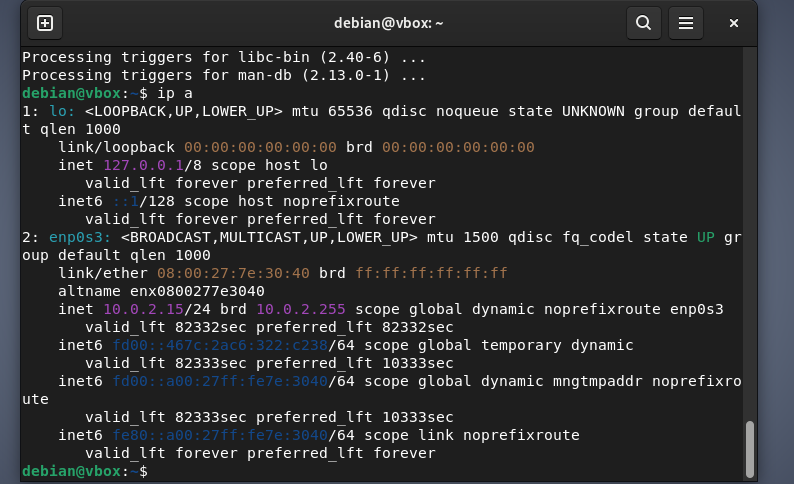 debian@vbox: ~
Processing triggers for libc-bin (2.40-6) ...
Processing triggers for man-db (2.13.0-1) ...
debian@vbox:~$ ip a
1: lo: <LOOPBACK,UP,LOWER_UP> mtu 65536 qdisc noqueue state UNKNOWN group defaul
t qlen 1000
    link/loopback 00:00:00:00:00:00 brd 00:00:00:00:00:00
    inet 127.0.0.1/8 scope host lo
       valid_lft forever preferred_lft forever
    inet6 ::1/128 scope host noprefixroute
       valid_lft forever preferred_lft forever
2: enp0s3: <BROADCAST,MULTICAST,UP,LOWER_UP> mtu 1500 qdisc fq_codel state UP gr
oup default qlen 1000
    link/ether 08:00:27:7e:30:40 brd ff:ff:ff:ff:ff:ff
    altname enx0800277e3040
    inet 10.0.2.15/24 brd 10.0.2.255 scope global dynamic noprefixroute enp0s3
       valid_lft 82332sec preferred_lft 82332sec
    inet6 fd00::467c:2ac6:322:c238/64 scope global temporary dynamic
       valid_lft 82333sec preferred_lft 10333sec
    inet6 fd00::a00:27ff:fe7e:3040/64 scope global dynamic mngtmpaddr noprefixro
ute
       valid_lft 82333sec preferred_lft 10333sec
    inet6 fe80::a00:27ff:fe7e:3040/64 scope link noprefixroute
       valid_lft forever preferred_lft forever
debian@vbox:~$